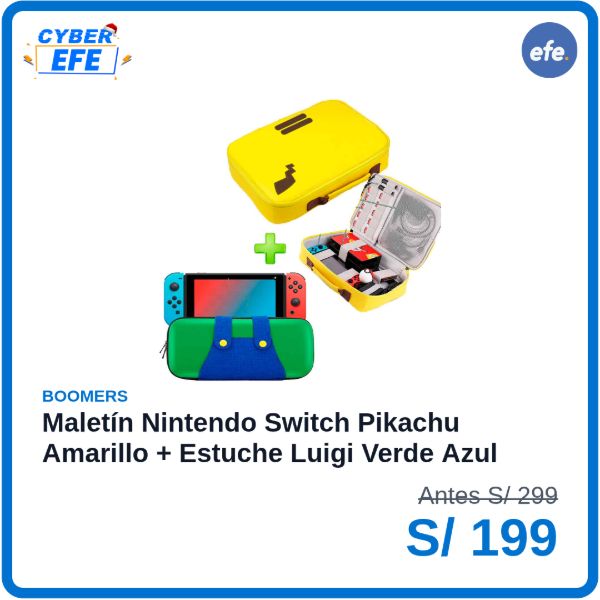 CYBER
EFE
efe.
BOOMERS
Maletín Nintendo Switch Pikachu
Amarillo + Estuche Luigi Verde Azul
Antes S/ 299
S/ 199